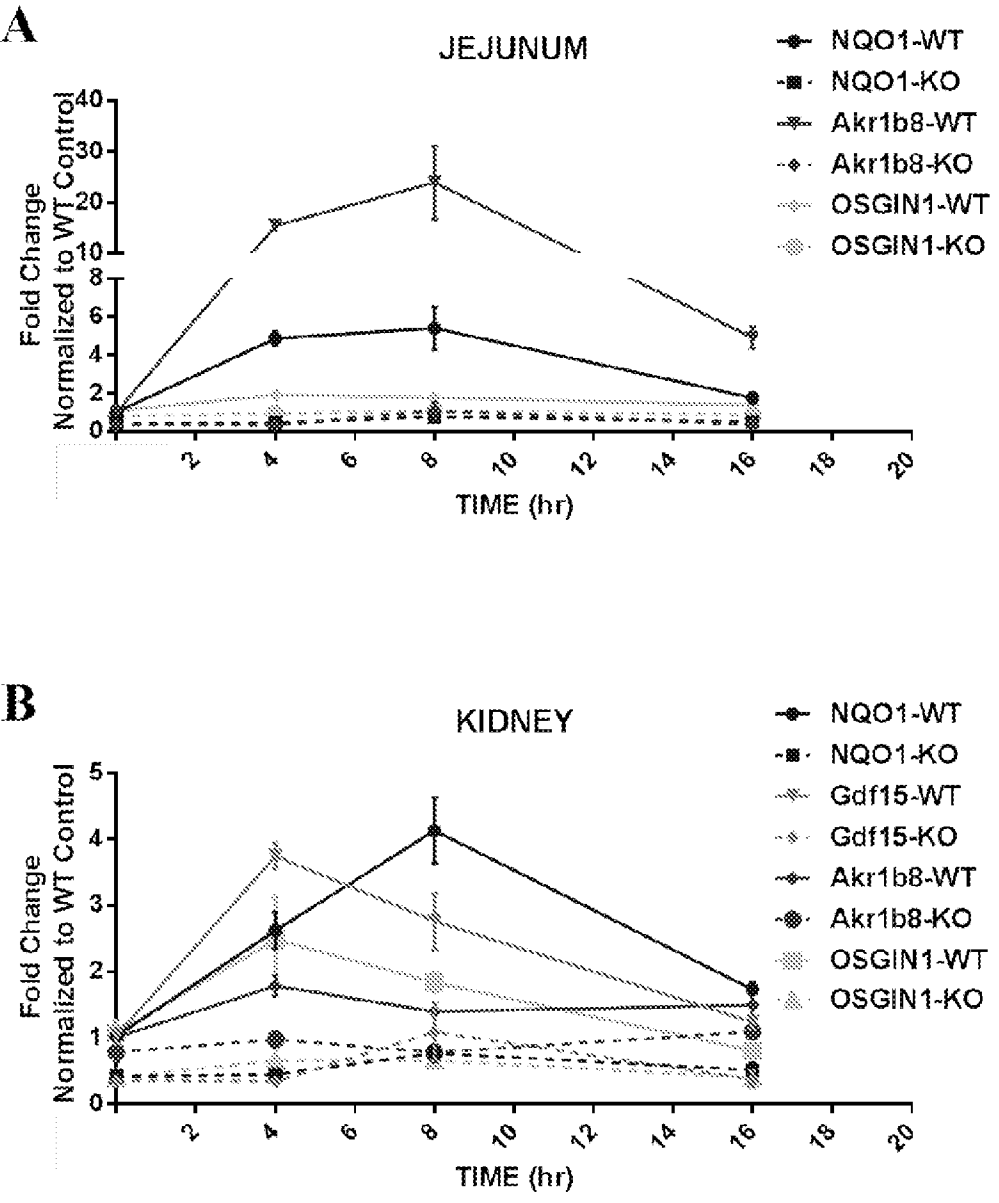 A
JEJUNUM
NQO1-WT
NQO1-KO
Akr1b8-WT
Akr1b8-KO
OSGIN1-WT
OSGIN1-KO
Fold Change
Normalized to WT Control
40
30
20
10
8
6
4
2
0
2 4 6 8 10 12 14 16 18 20
TIME (hr)
B
KIDNEY
NQO1-WT
NQO1-KO
Gdf15-WT
Gdf15-KO
Akr1b8-WT
Akr1b8-KO
OSGIN1-WT
OSGIN1-KO
Fold Change
Normalized to WT Control
5
4
3
2
1
0
2 4 6 8 10 12 14 16 18 20
TIME (hr)